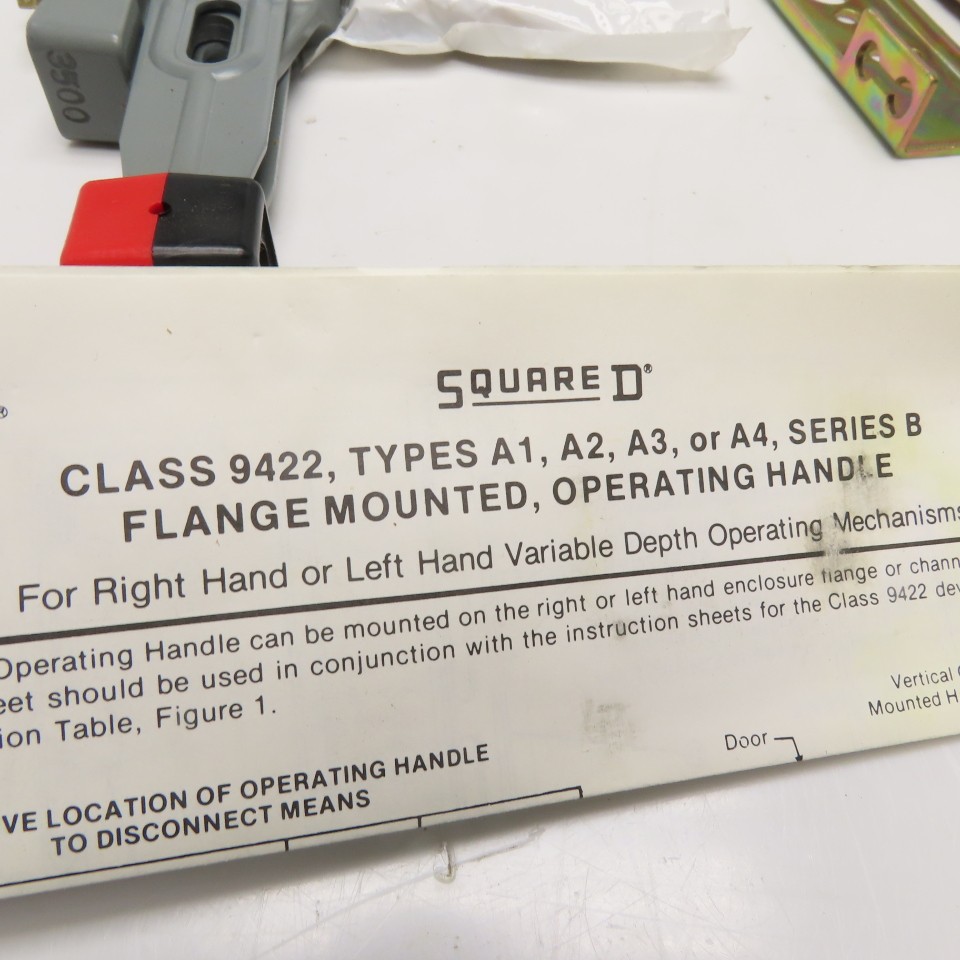 3500
SQUARE D®
®
CLASS 9422, TYPES A1, A2, A3, or A4, SERIES B
FLANGE MOUNTED, OPERATING HANDLE
For Right Hand or Left Hand Variable Depth Operating Mechanisms
Operating Handle can be mounted on the right or left hand enclosure flange or chann
eet should be used in conjunction with the instruction sheets for the Class 9422 dev
ion Table, Figure 1.
Vertical
Mounted H
Door
VE LOCATION OF OPERATING HANDLE
TO DISCONNECT MEANS